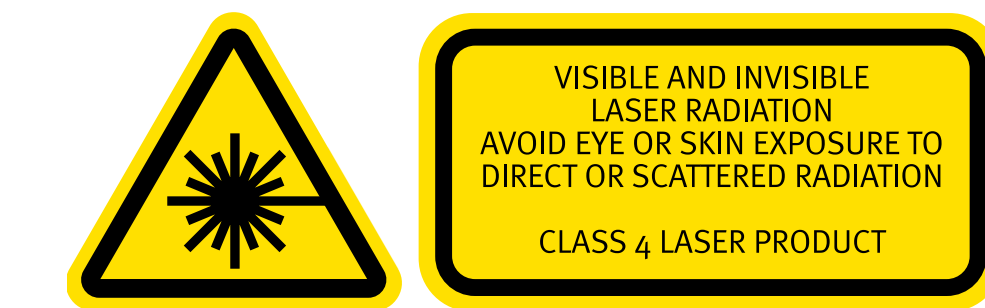 VISIBLE AND INVISIBLE
LASER RADIATION
AVOID EYE OR SKIN EXPOSURE TO
DIRECT OR SCATTERED RADIATION
CLASS 4 LASER PRODUCT